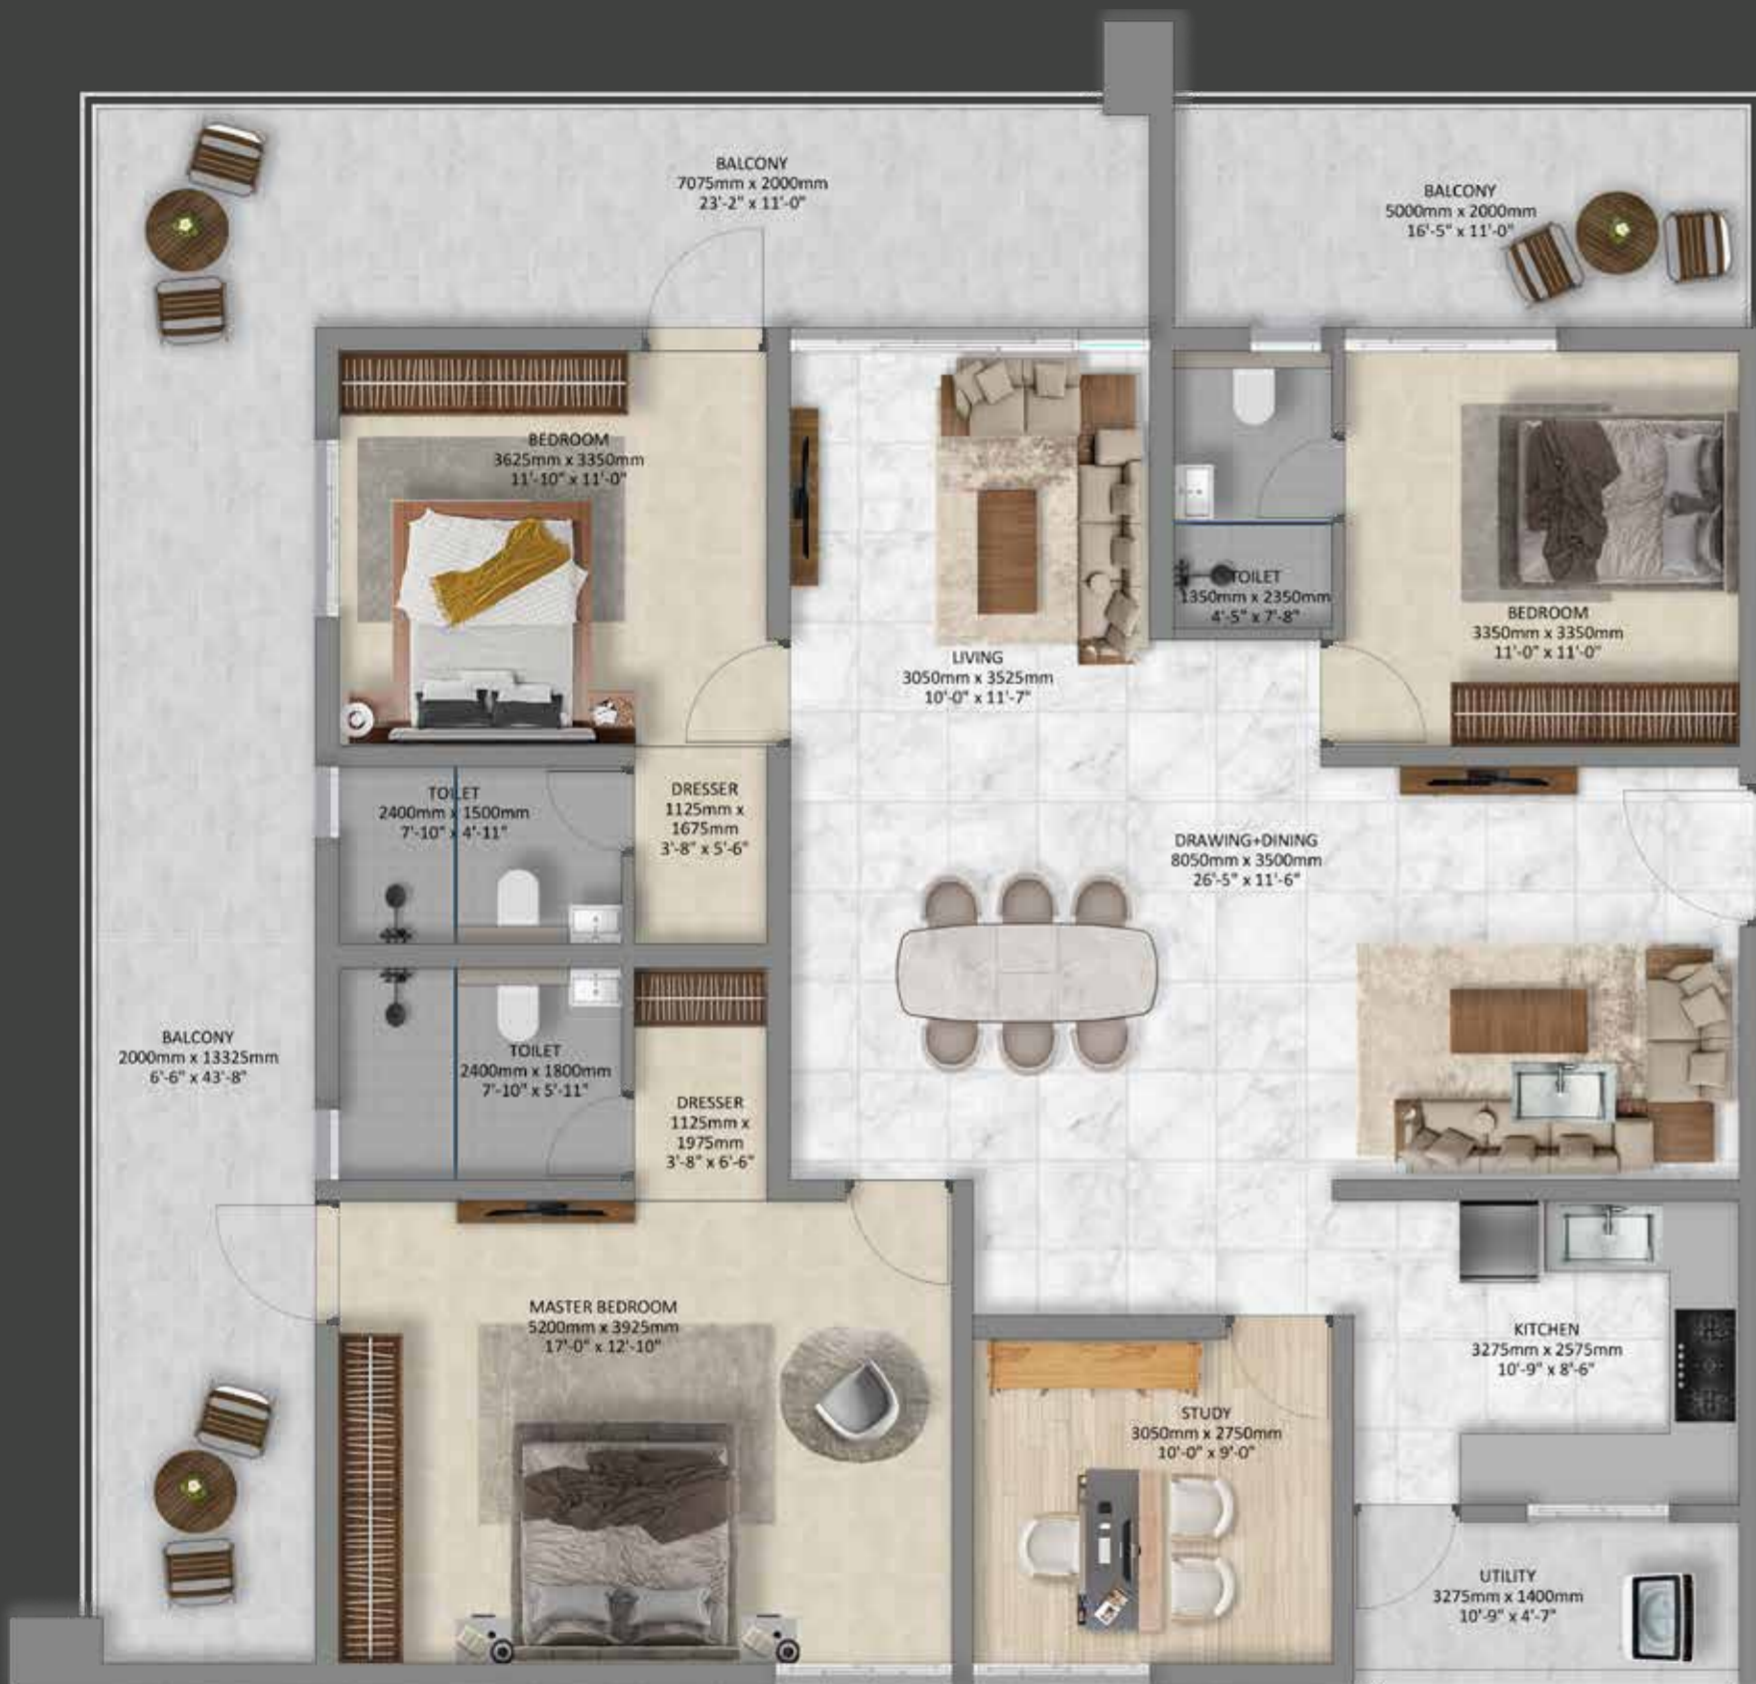 BALCONY
7075mm x 2000mm
23'-2" x 11'-0"
BALCONY
5000mm x 2000mm
16'-5" x 11'-0"
BEDROOM
3625mm x 3350mm
11'-10" x 11'-0"
TOILET
1350mm x 2350mm
4'-5" x 7'-8"
BEDROOM
3350mm x 3350mm
11'-0" x 11'-0"
LIVING
3050mm x 3525mm
10'-0" x 11'-7"
TOILET
2400mm x 1500mm
7'-10" x 4'-11"
DRESSER
1125mm x
1675mm
3'-8" x 5'-6"
DRAWING+DINING
8050mm x 3500mm
26'-5" x 11'-6"
BALCONY
2000mm x 13325mm
6'-6" x 43'-8"
TOILET
2400mm x 1800mm
7'-10" x 5'-11"
DRESSER
1125mm x
1975mm
3'-8" x 6'-6"
MASTER BEDROOM
5200mm x 3925mm
17'-0" x 12'-10"
KITCHEN
3275mm x 2575mm
10'-9" x 8'-6"
STUDY
3050mm x 2750mm
10'-0" x 9'-0"
UTILITY
3275mm x 1400mm
10'-9" x 4'-7"